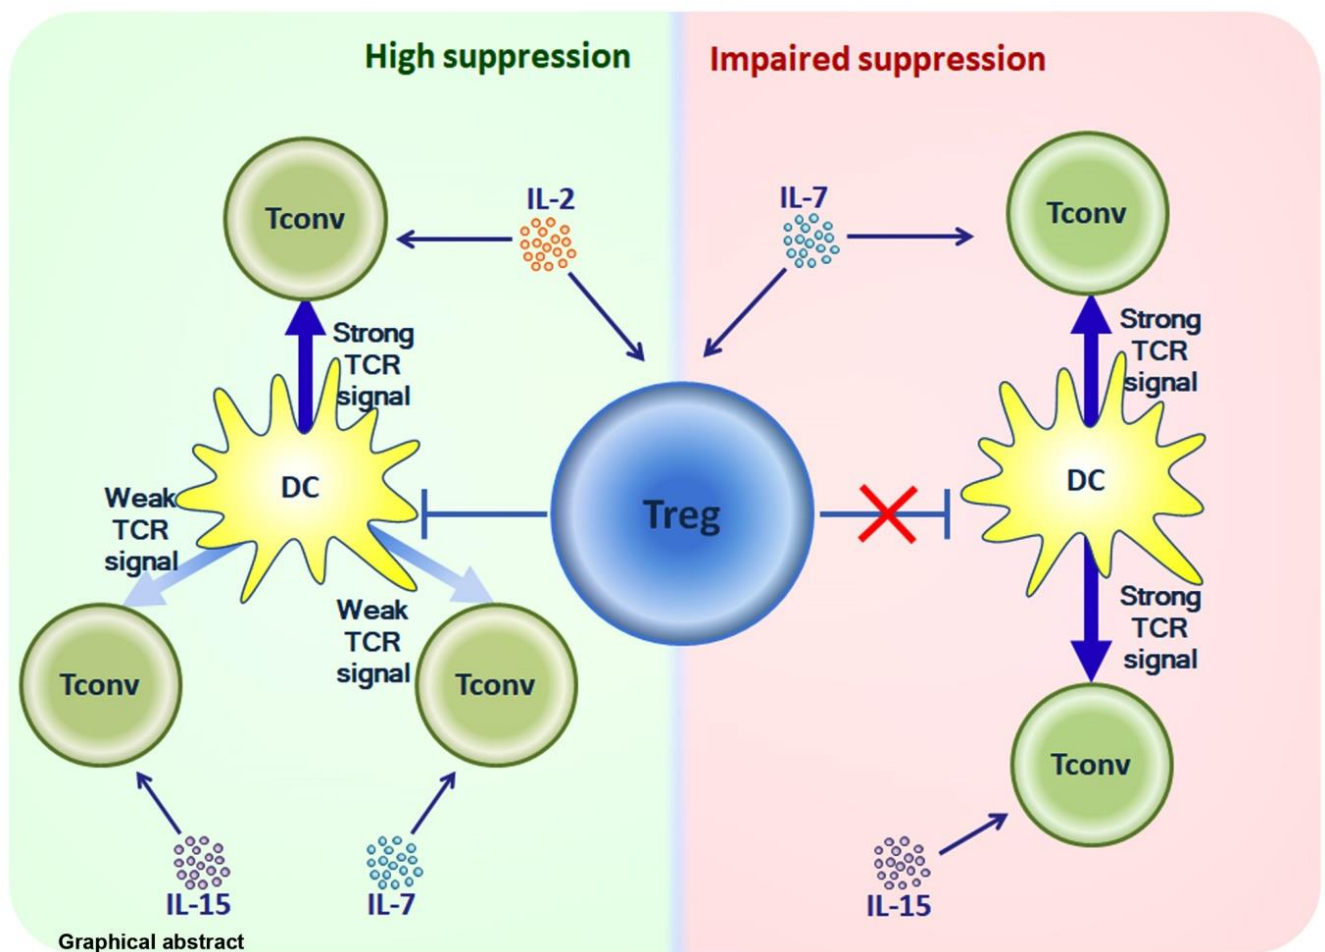 High suppression
Impaired suppression
Tconv
IL-2
IL-7
Tconv
Strong
TCR
signal
Strong
TCR
signal
DC
DC
Weak
TCR
signal
Treg
Weak
TCR
signal
Strong
TCR
signal
Tconv
Tconv
Tconv
IL-15
IL-7
IL-15
Graphical abstract